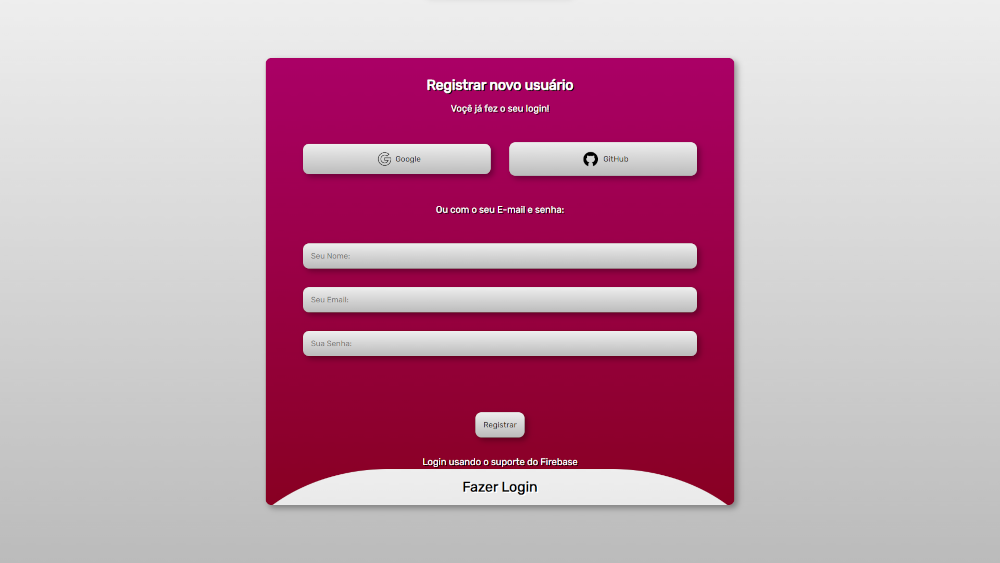 Registrar novo usuário
Voçê já fez o seu login!
Google
GitHub
Ou com o seu E-mail e senha:
Seu Nome:
Seu Email:
Sua Senha:
Registrar
Login usando o suporte do Firebase
Fazer Login